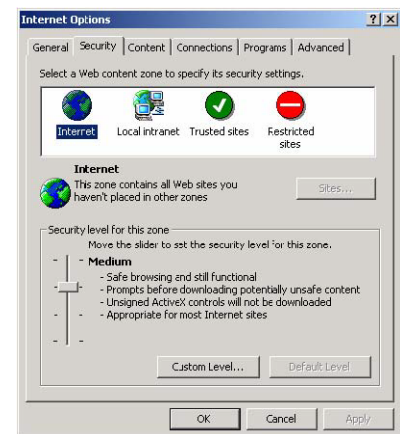 Internet Options
General Security Content Connections Programs Advanced
Select a Web content zone to specify its security settings.
Internet Local intranet Trusted sites Restricted sites
Internet
This zone contains all Web sites you
haven't placed in other zones
Sites...
Security level for this zone
Move the slider to set the security level for this zone.
Medium
- Safe browsing and still functional
- Prompts before downloading potentially unsafe content
- Unsigned ActiveX controls will not be downloaded
- Appropriate for most Internet sites
Custom Level... Default Level
OK Cancel Apply